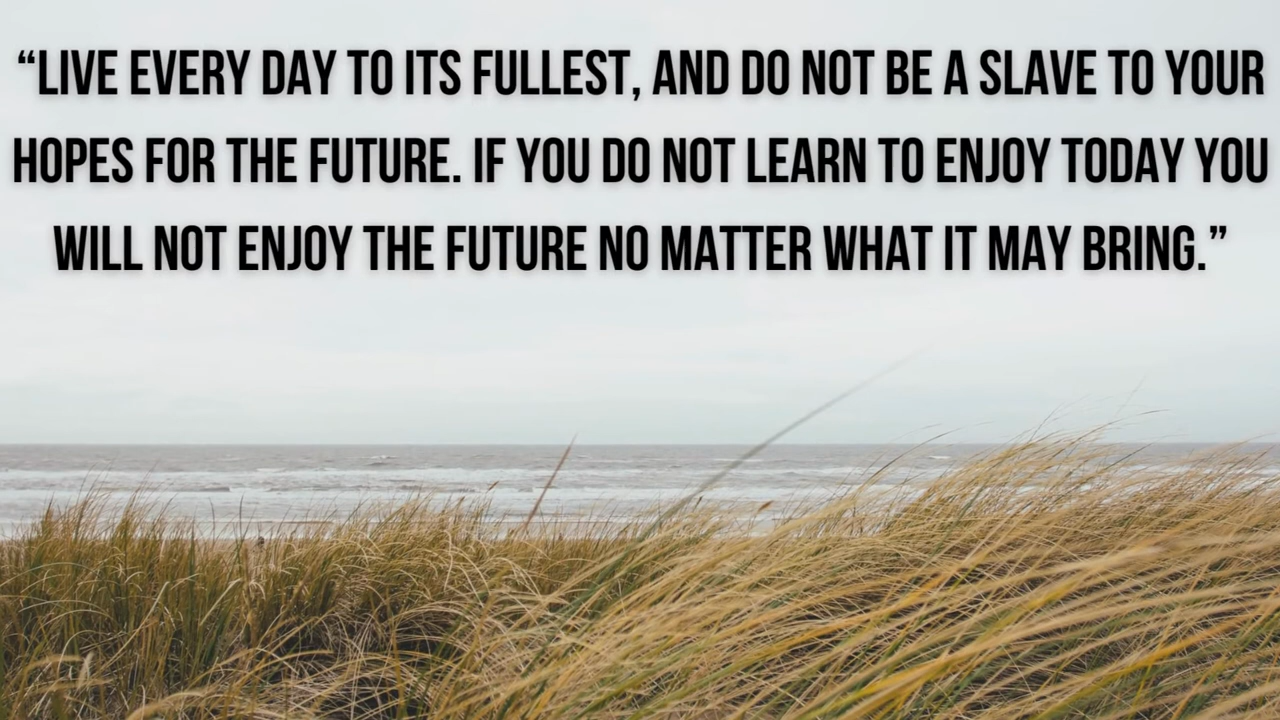 “LIVE EVERY DAY TO ITS FULLEST, AND DO NOT BE A SLAVE TO YOUR
HOPES FOR THE FUTURE. IF YOU DO NOT LEARN TO ENJOY TODAY YOU
WILL NOT ENJOY THE FUTURE NO MATTER WHAT IT MAY BRING.”